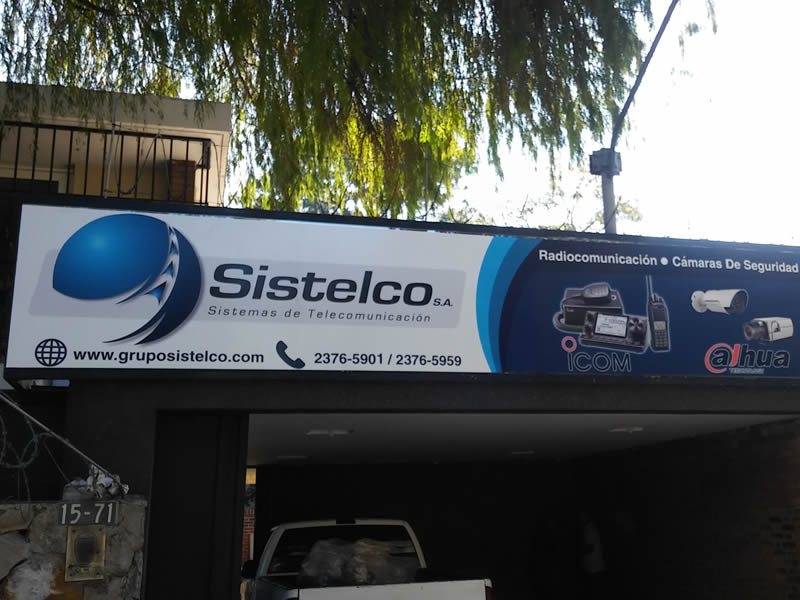 Sistelco S.A.
Sistemas de Telecomunicación
www.gruposistelco.com
2376-5901 / 2376-5959
Radiocomunicación • Cámaras De Seguridad
ICOM
alhua
TECHNOLOGY
15-71